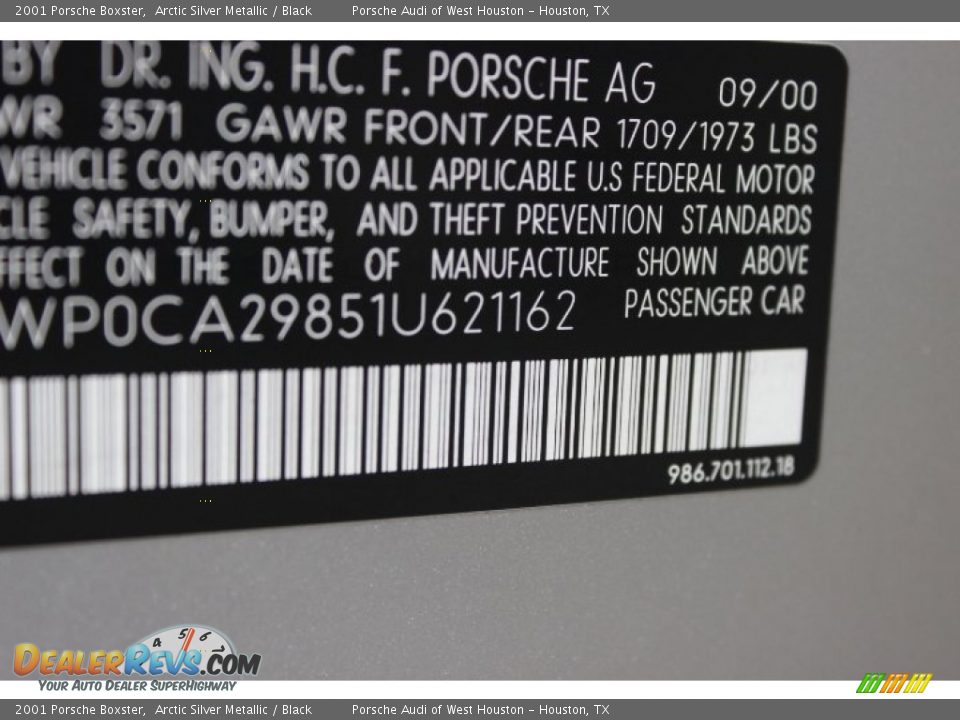 2001 Porsche Boxster, Arctic Silver Metallic / Black Porsche Audi of West Houston - Houston, TX
BY DR. ING. H.C. F. PORSCHE AG 09/00
WR 3571 GAWR FRONT/REAR 1709/1973 LBS
VEHICLE CONFORMS TO ALL APPLICABLE U.S FEDERAL MOTOR
CLE SAFETY, BUMPER, AND THEFT PREVENTION STANDARDS
FFECT ON THE DATE OF MANUFACTURE SHOWN ABOVE
WP0CA29851U621162 PASSENGER CAR
986.701.112.18
4 5 6 7
DEALERREVS.COM
YOUR AUTO DEALER SUPERHIGHWAY
2001 Porsche Boxster, Arctic Silver Metallic / Black Porsche Audi of West Houston - Houston, TX